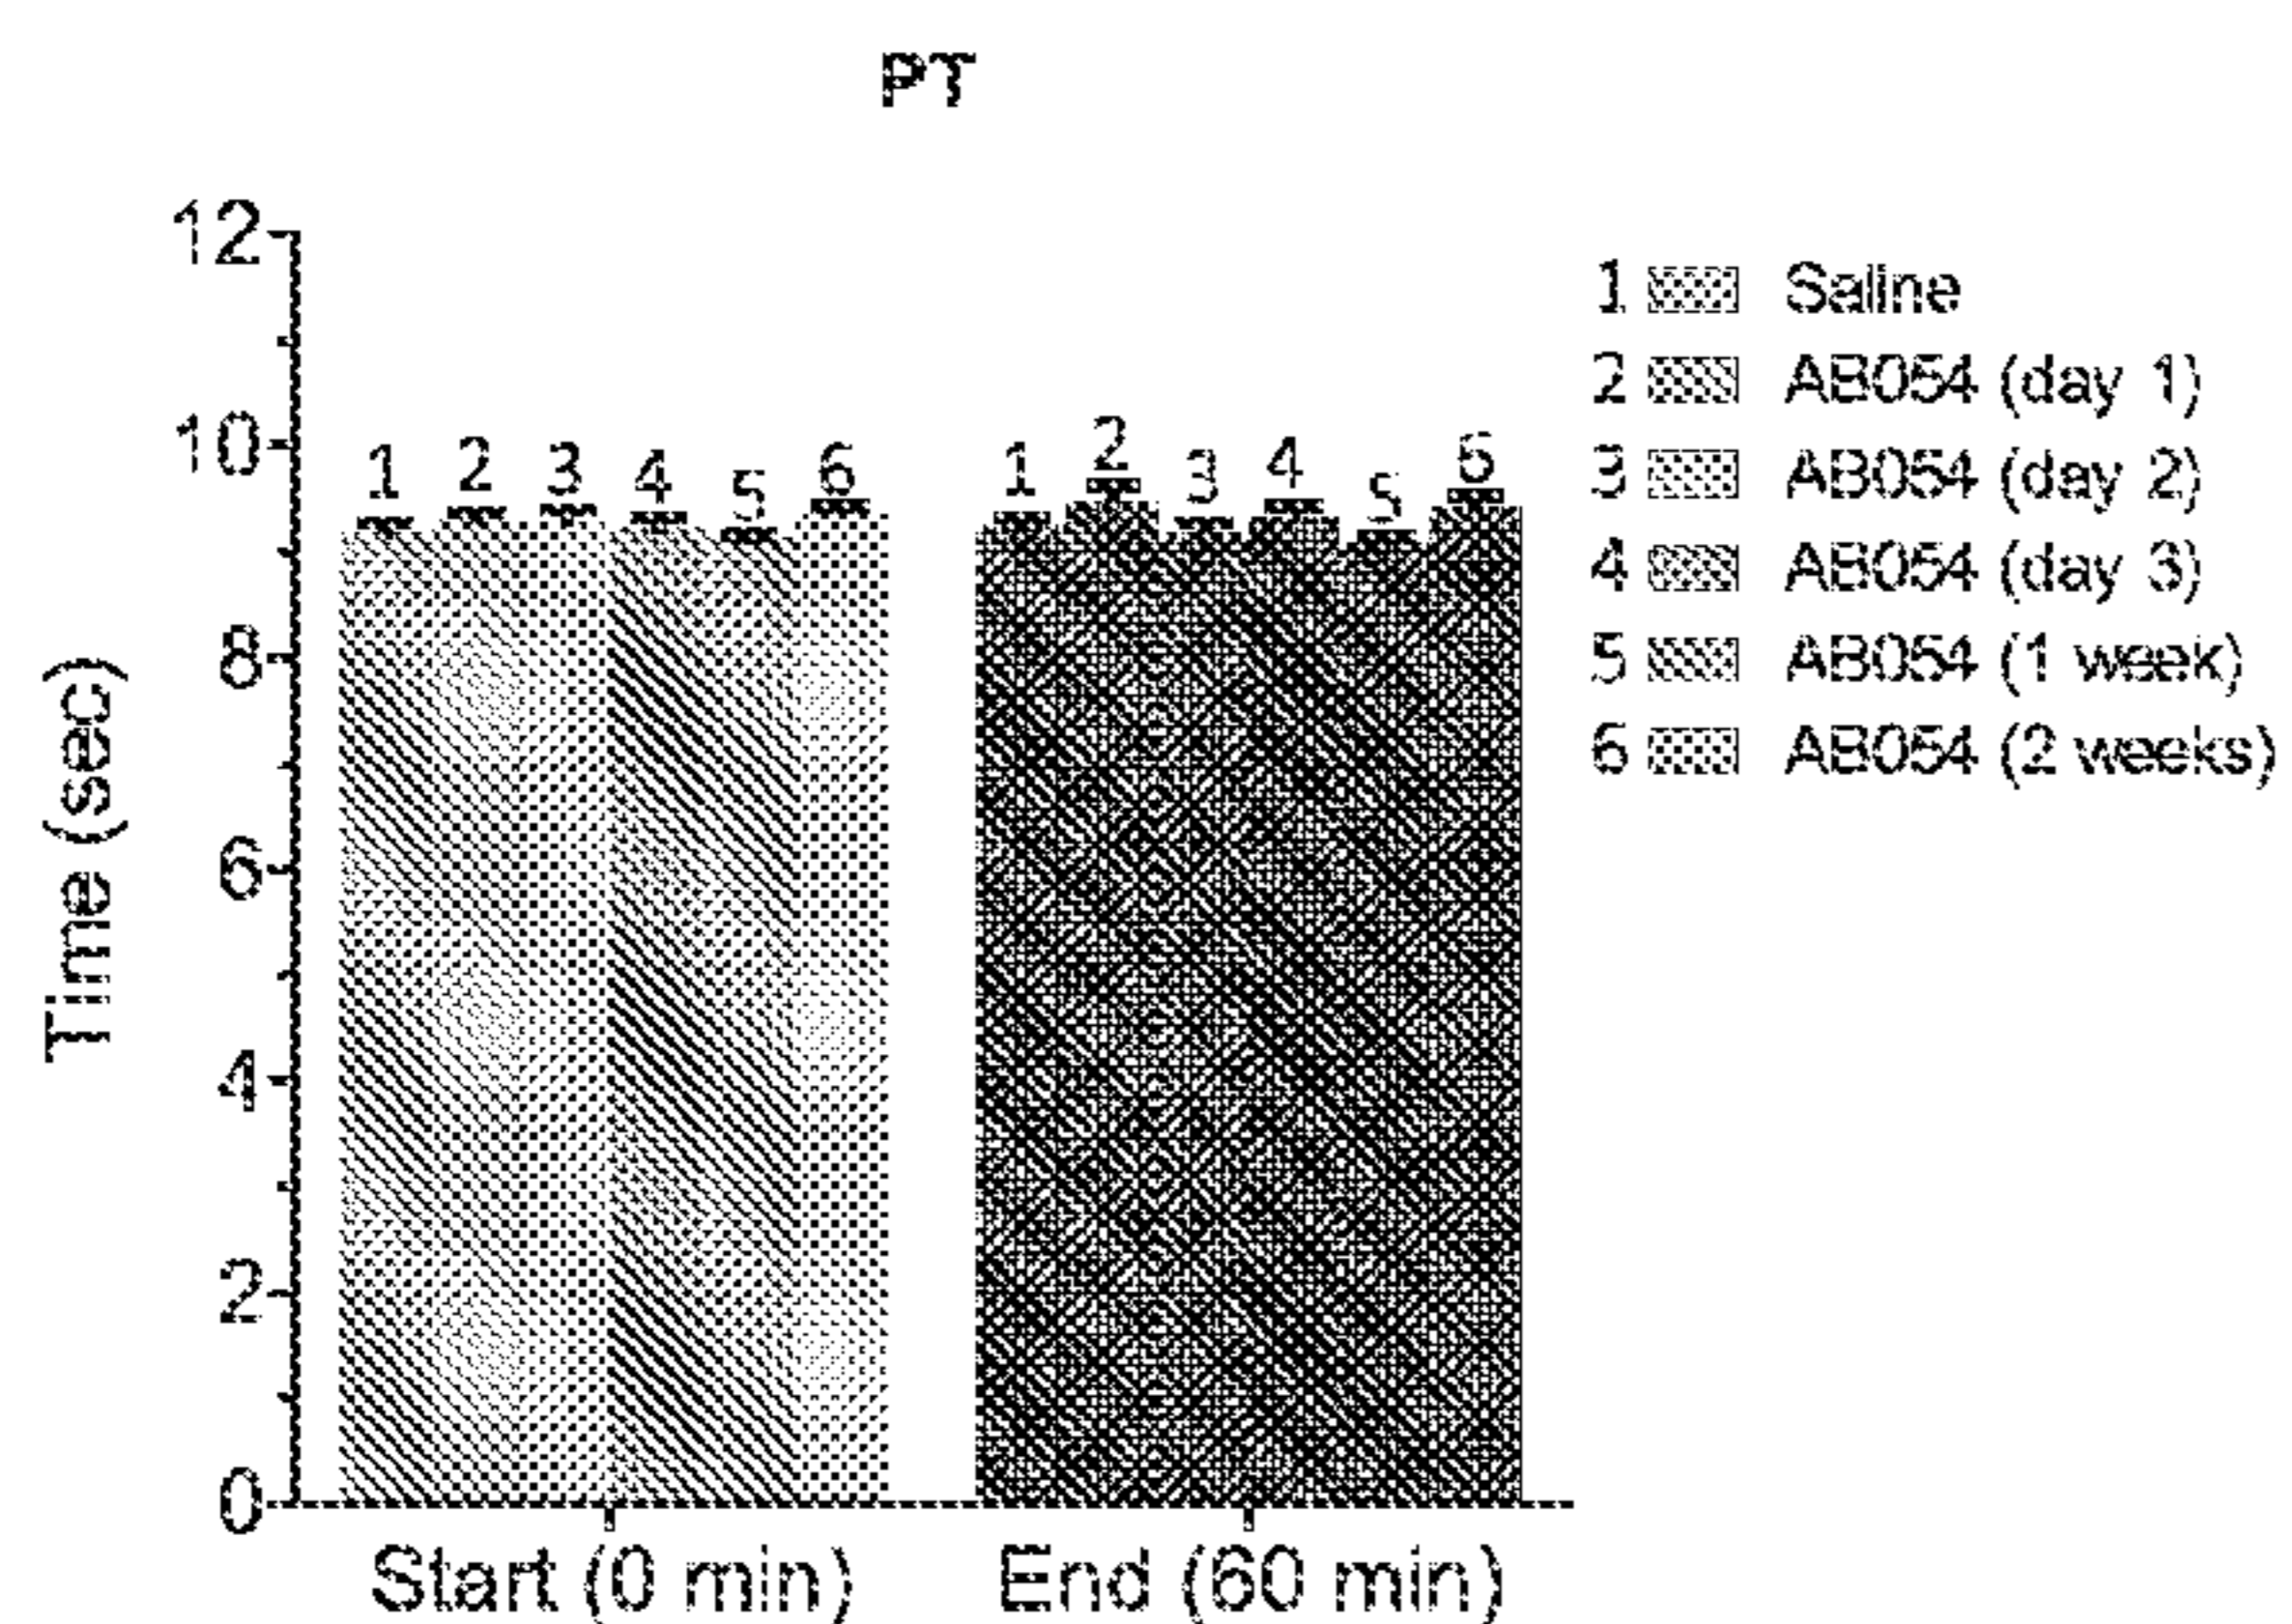 PT
12
10
8
6
4
2
0
Time (sec)
1 2 3 4 5 6
1 2 3 4 5 6
Start (0 min)
End (60 min)
1 Saline
2 AB054 (day 1)
3 AB054 (day 2)
4 AB054 (day 3)
5 AB054 (1 week)
6 AB054 (2 weeks)